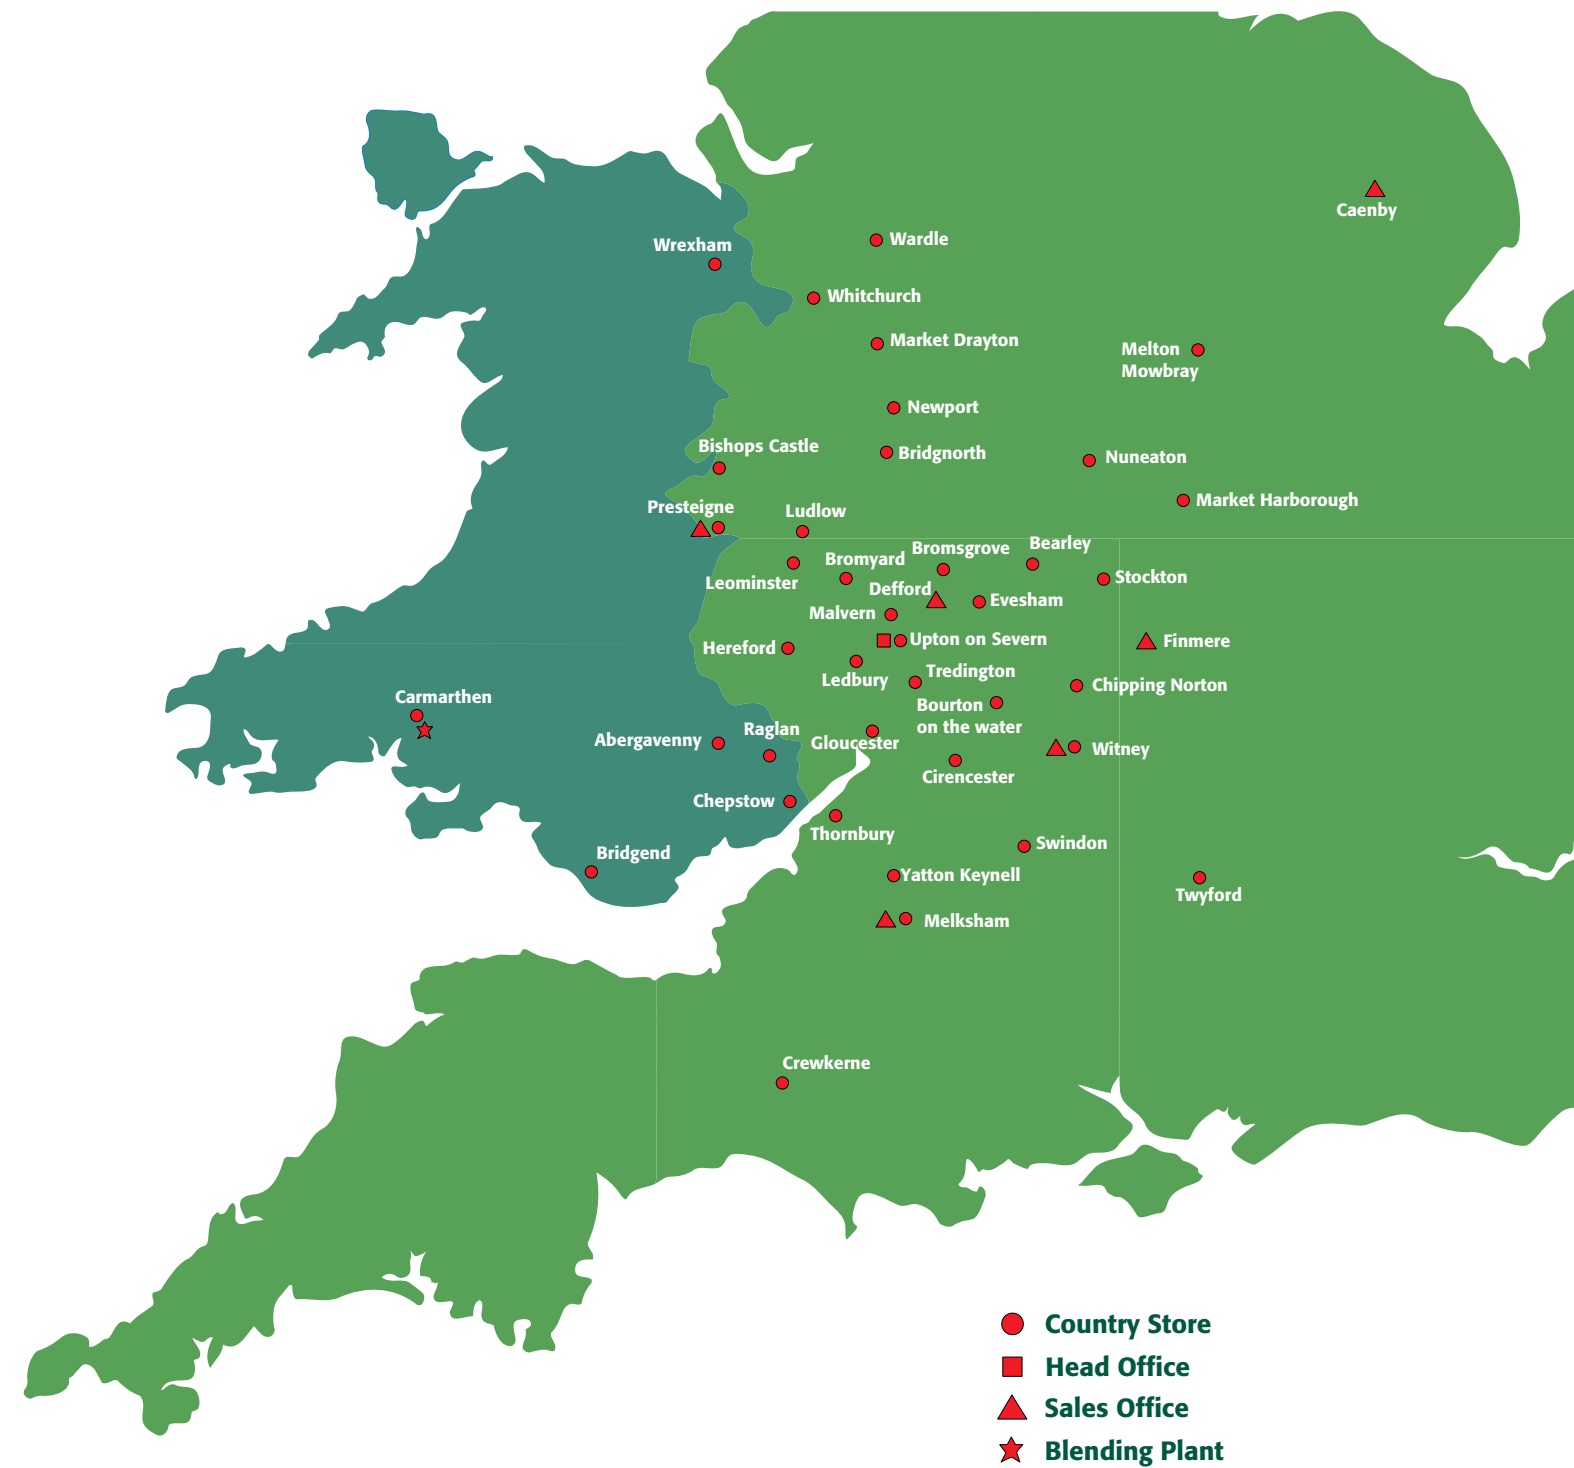 Caenby
Wardle
Wrexham
Whitchurch
Market Drayton
Melton
Mowbray
Newport
Bishops Castle
Bridgnorth
Nuneaton
Market Harborough
Presteigne
Ludlow
Bromsgrove
Bearley
Bromyard
Leominster
Stockton
Defford
Evesham
Malvern
Upton on Severn
Finmere
Hereford
Tredington
Ledbury
Chipping Norton
Carmarthen
Bourton
on the water
Raglan
Abergavenny
Gloucester
Witney
Cirencester
Chepstow
Thornbury
Swindon
Bridgend
Yatton Keynell
Twyford
Melksham
Crewkerne
Country Store
Head Office
Sales Office
Blending Plant